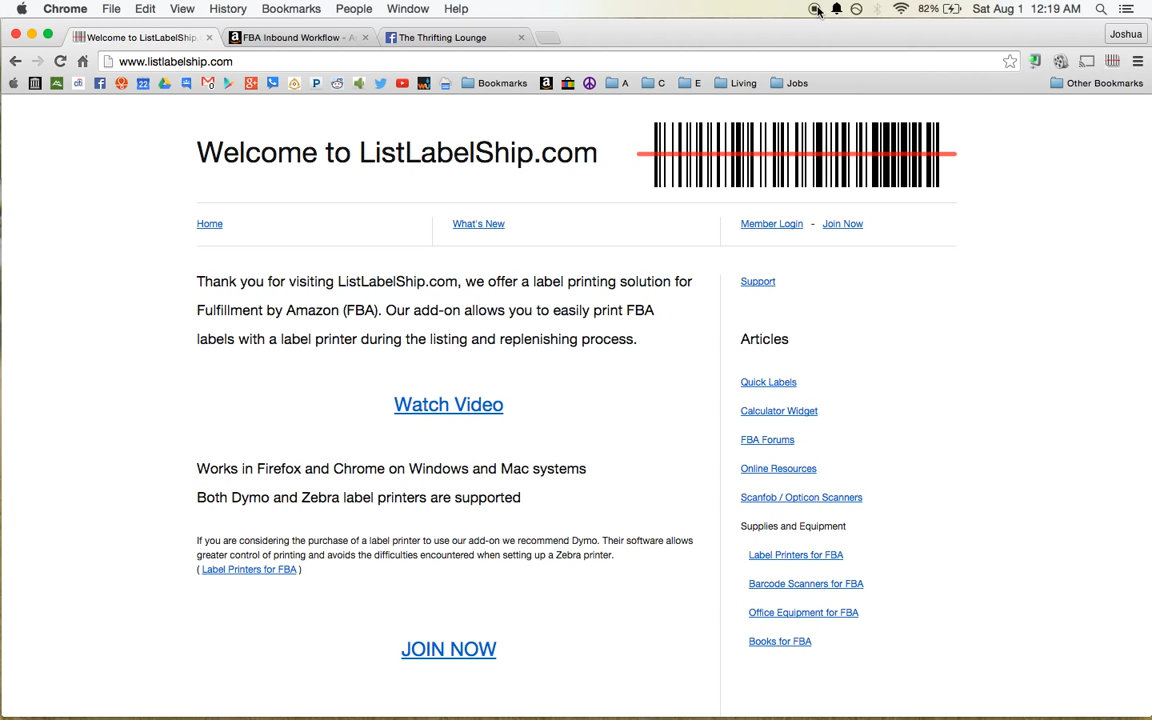 Chrome File Edit View History Bookmarks People Window Help 82% Sat Aug 1 12:19 AM
Welcome to ListLabelShip. FBA Inbound Workflow - A The Thrifting Lounge Joshua
www.listlabelship.com
22 0 Bookmarks A C E Living Jobs Other Bookmarks
Welcome to ListLabelShip.com
Home What's New Member Login - Join Now
Thank you for visiting ListLabelShip.com, we offer a label printing solution for
Fulfillment by Amazon (FBA). Our add-on allows you to easily print FBA
labels with a label printer during the listing and replenishing process.
Watch Video
Works in Firefox and Chrome on Windows and Mac systems
Both Dymo and Zebra label printers are supported
If you are considering the purchase of a label printer to use our add-on we recommend Dymo. Their software allows
greater control of printing and avoids the difficulties encountered when setting up a Zebra printer.
( Label Printers for FBA )
JOIN NOW
Support
Articles
Quick Labels
Calculator Widget
FBA Forums
Online Resources
Scanfob / Opticon Scanners
Supplies and Equipment
Label Printers for FBA
Barcode Scanners for FBA
Office Equipment for FBA
Books for FBA